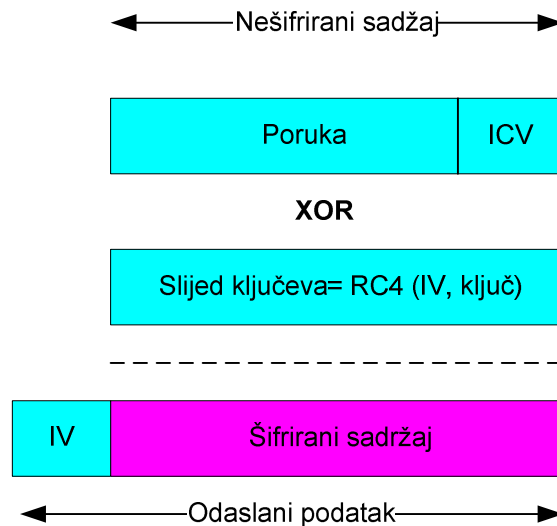 Nešifrirani sadžaj
Poruka ICV
XOR
Slijed ključeva= RC4 (IV, ključ)
IV Šifrirani sadržaj
Odaslani podatak